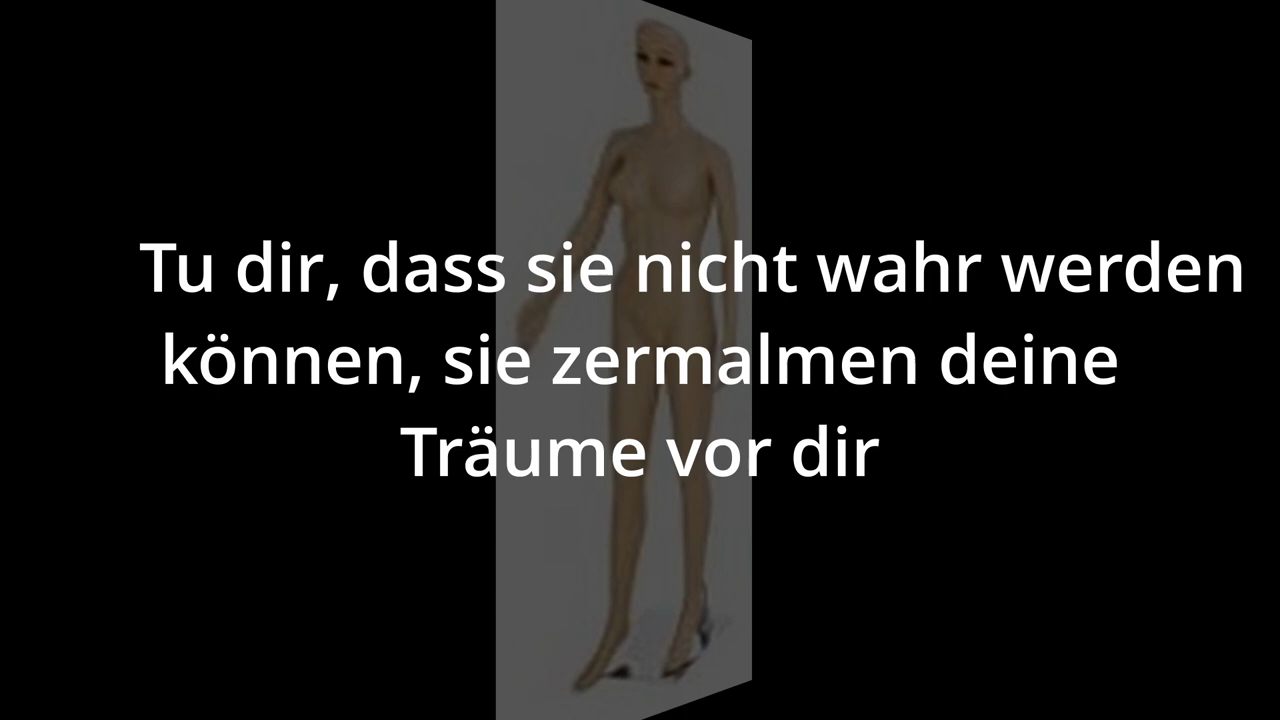 Tu dir, dass sie nicht wahr werden
können, sie zermalmen deine
Träume vor dir